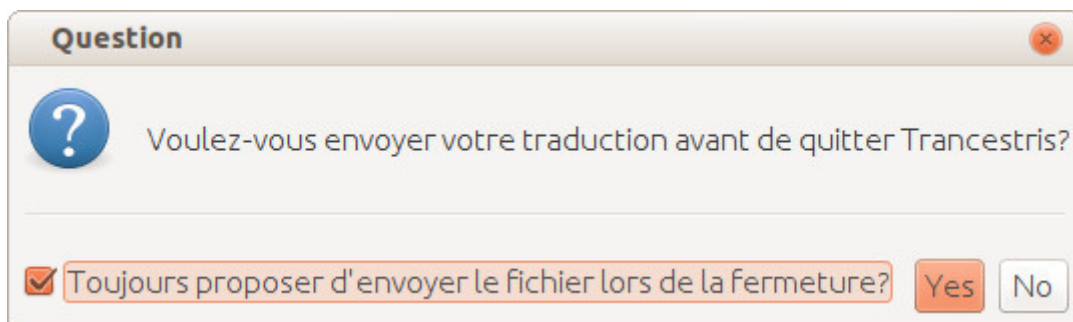 Question
Voulez-vous envoyer votre traduction avant de quitter Trancestris?
Toujours proposer d'envoyer le fichier lors de la fermeture? Yes No